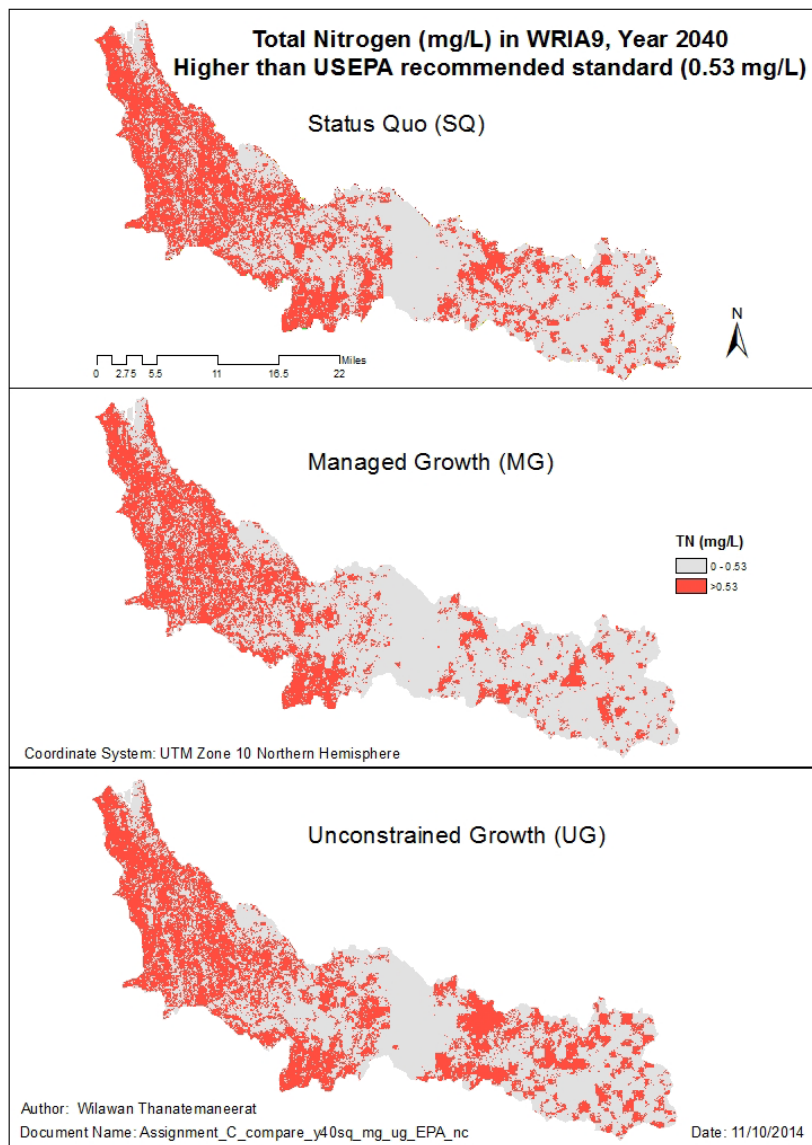 Total Nitrogen (mg/L) in WRIA9, Year 2040
Higher than USEPA recommended standard (0.53 mg/L)
Status Quo (SQ)
N
Miles
0 2.75 5.5 11 16.5 22
Managed Growth (MG)
TN (mg/L)
0 - 0.53
>0.53
Coordinate System: UTM Zone 10 Northern Hemisphere
Unconstrained Growth (UG)
Author: Wilawan Thanatemaneerat
Document Name: Assignment_C_compare_y40sq_mg_ug_EPA_nc
Date: 11/10/2014